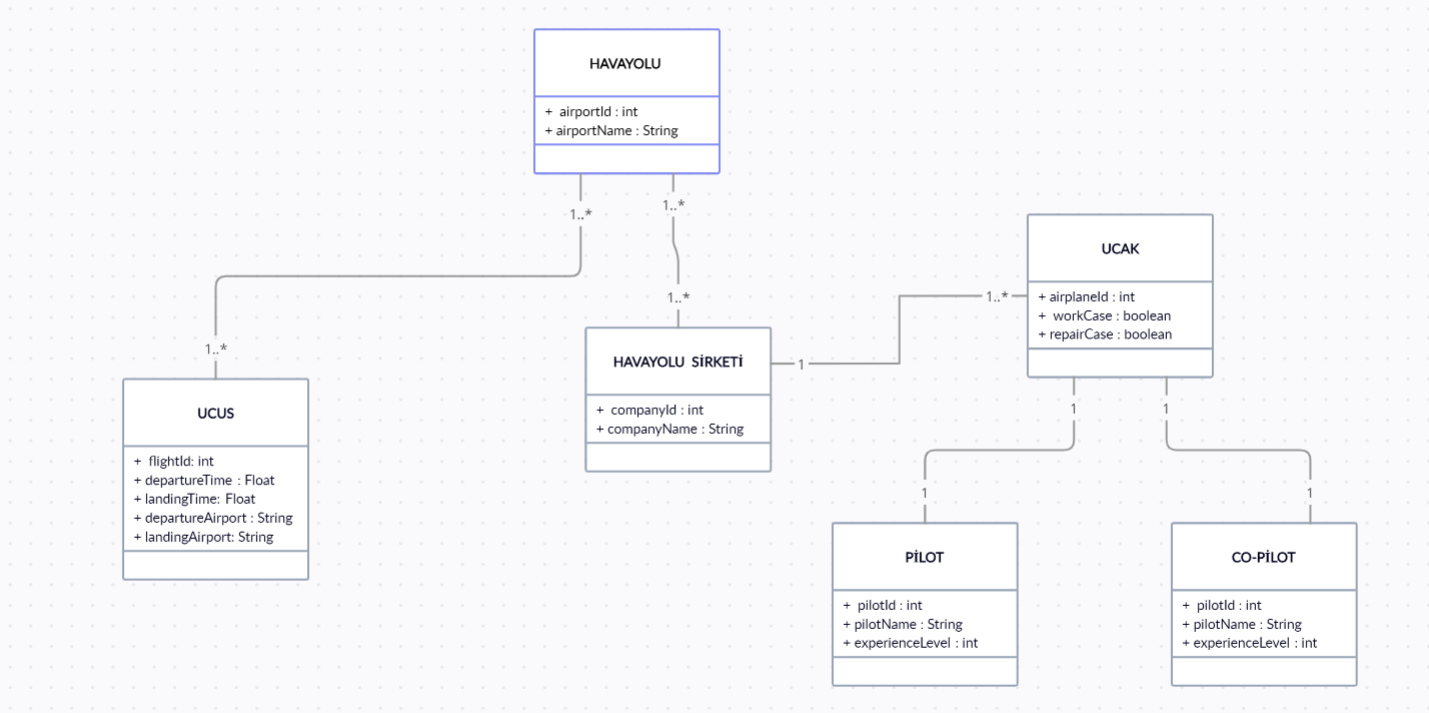 HAVAYOLU
+ airportId : int
+ airportName : String
1..*
1..*
1..*
1..*
UCAK
+ airplaneId : int
+ workCase : boolean
+ repairCase : boolean
1..*
1
HAVAYOLU SİRKETİ
+ companyId : int
+ companyName : String
UCUS
+ flightId: int
+ departureTime : Float
+ landingTime: Float
+ departureAirport : String
+ landingAirport: String
1
1
1
1
PİLOT
+ pilotId : int
+ pilotName : String
+ experienceLevel : int
CO-PİLOT
+ pilotId : int
+ pilotName : String
+ experienceLevel : int